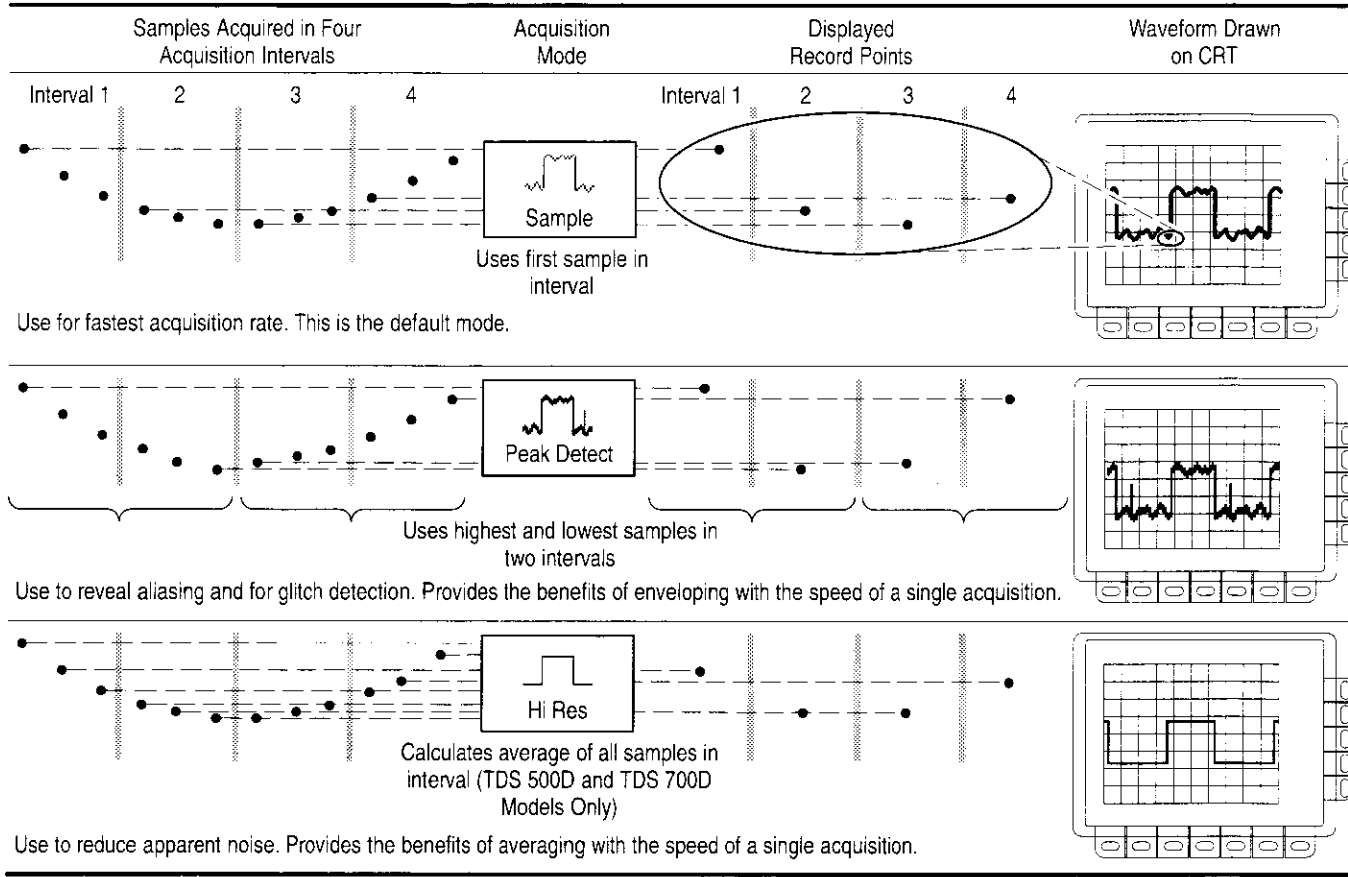 Samples Acquired in Four
Acquisition Intervals
Acquisition
Mode
Displayed
Record Points
Waveform Drawn
on CRT
Interval 1
2
3
4
Interval 1
2
3
4
Sample
Uses first sample in
interval
Use for fastest acquisition rate. This is the default mode.
Peak Detect
Uses highest and lowest samples in
two intervals
Use to reveal aliasing and for glitch detection. Provides the benefits of enveloping with the speed of a single acquisition.
Hi Res
Calculates average of all samples in
interval (TDS 500D and TDS 700D
Models Only)
Use to reduce apparent noise. Provides the benefits of averaging with the speed of a single acquisition.